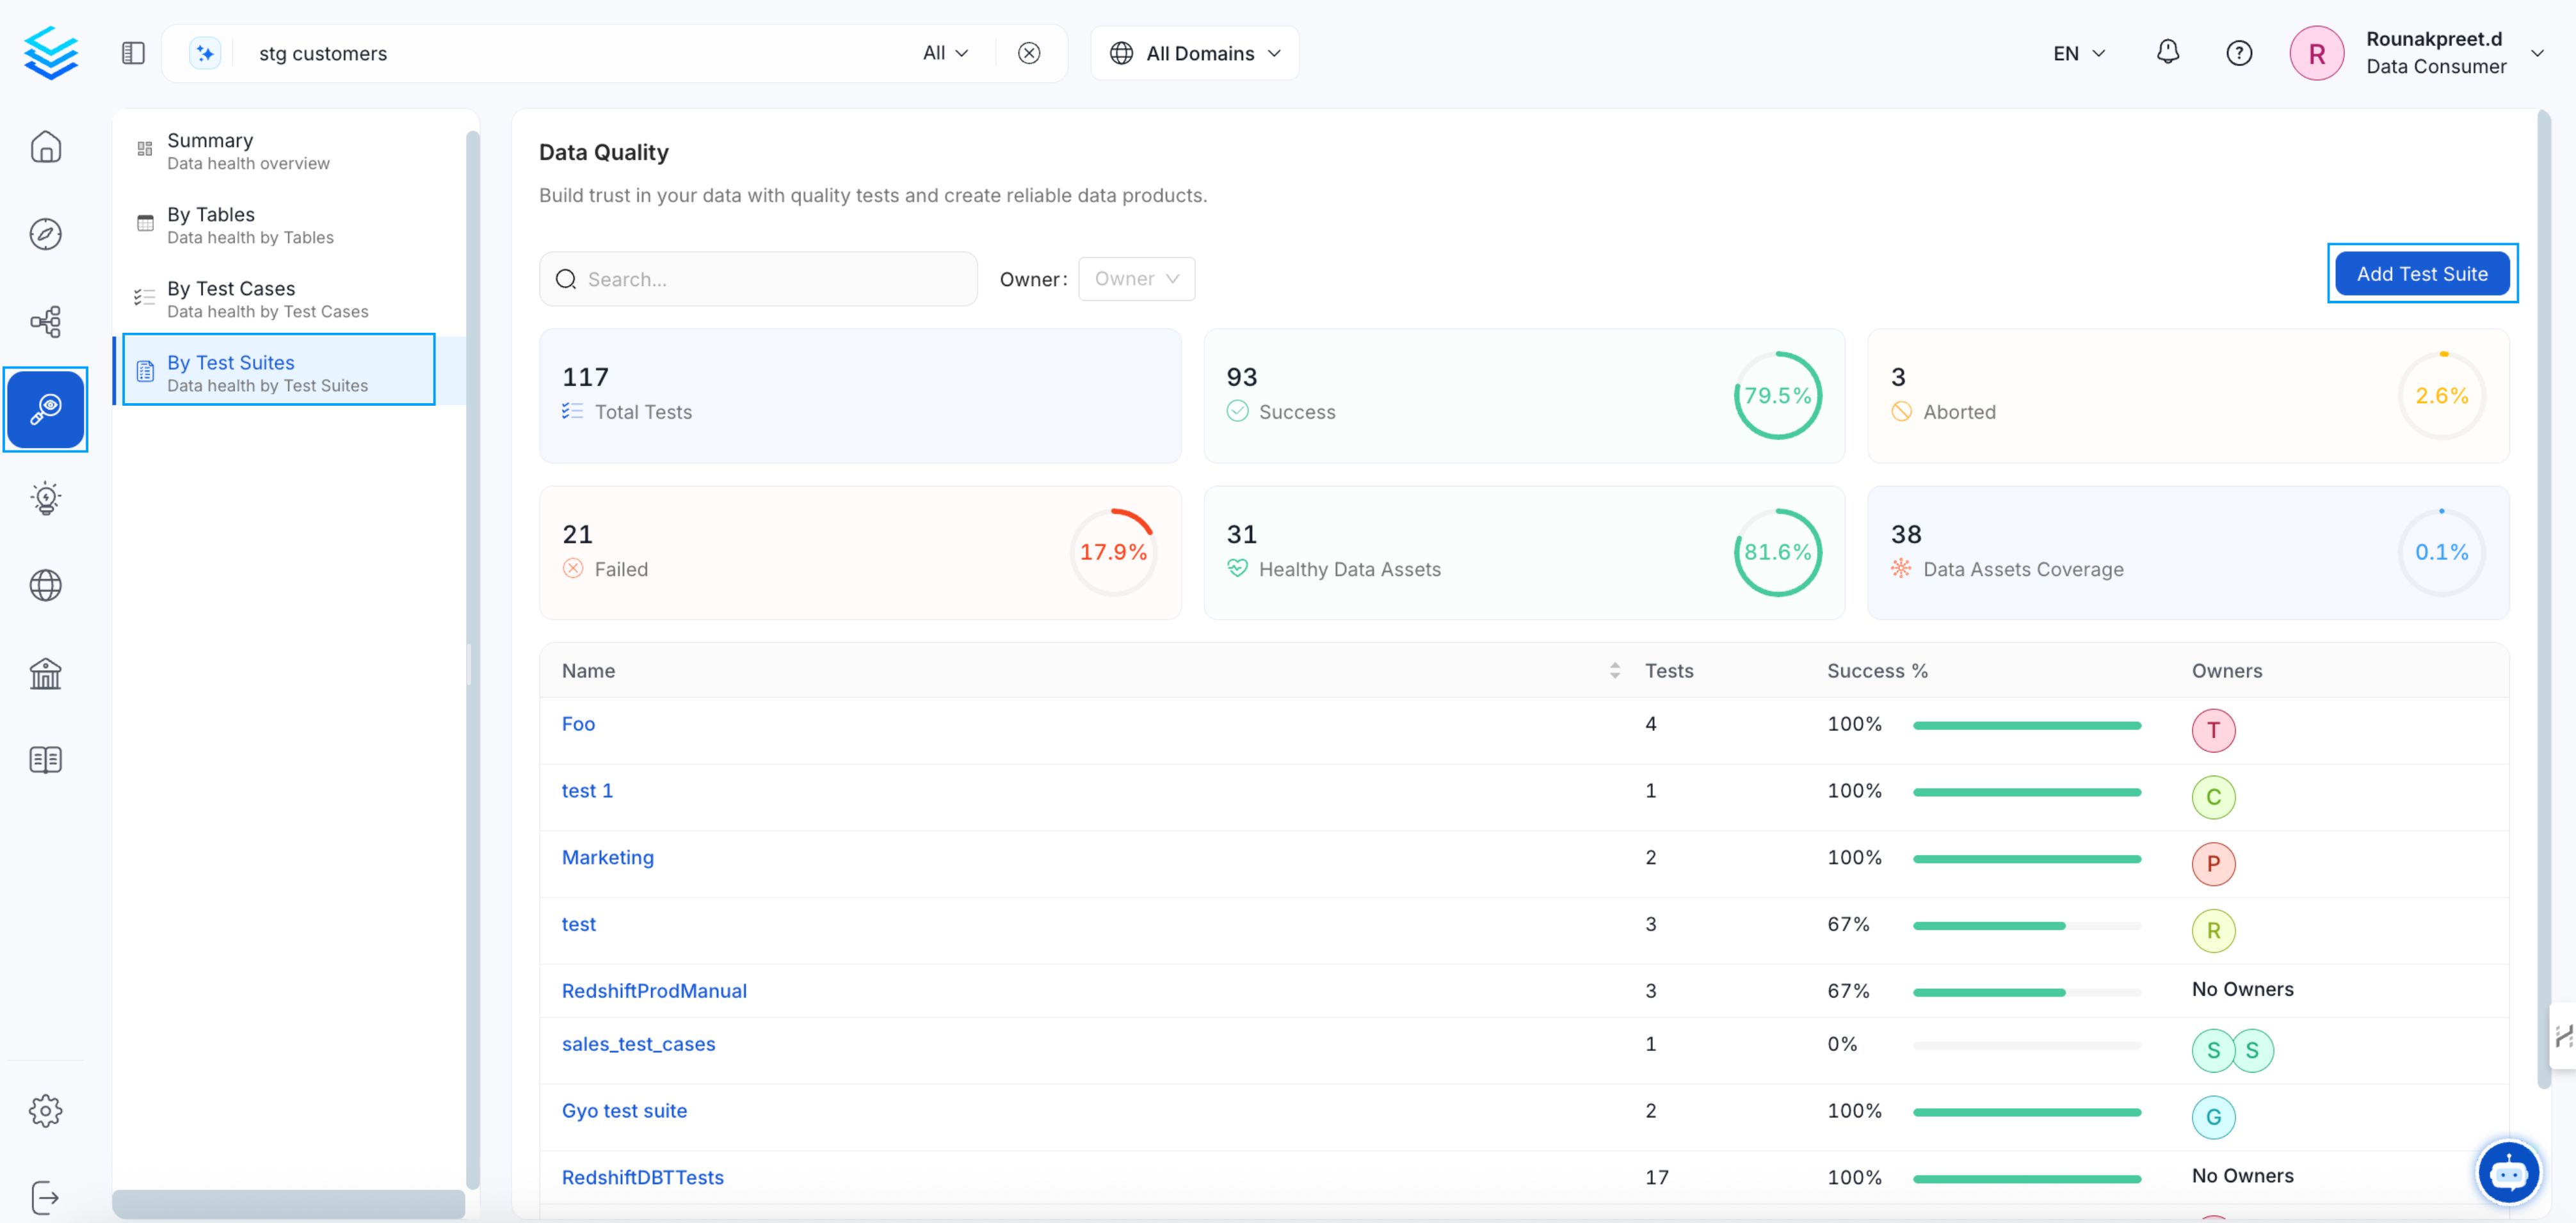 stg customers
All
All Domains
EN
R
Rounakpreet.d
Data Consumer
Summary
Data health overview
By Tables
Data health by Tables
By Test Cases
Data health by Test Cases
By Test Suites
Data health by Test Suites
Data Quality
Build trust in your data with quality tests and create reliable data products.
Search...
Owner:
Owner
Add Test Suite
117
Total Tests
93
Success
79.5%
3
Aborted
2.6%
21
Failed
17.9%
31
Healthy Data Assets
81.6%
38
Data Assets Coverage
0.1%
Name Tests Success % Owners
Foo 4 100% T
test 1 1 100% C
Marketing 2 100% P
test 3 67% R
RedshiftProdManual 3 67% No Owners
sales_test_cases 1 0% S S
Gyo test suite 2 100% G
RedshiftDBTTests 17 100% No Owners